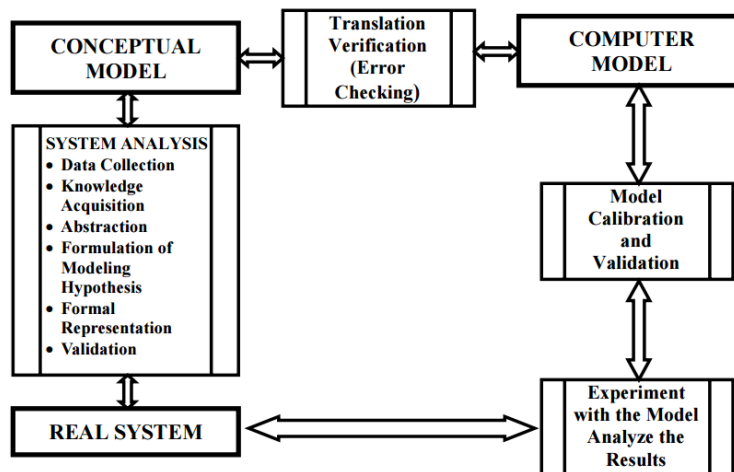 CONCEPTUAL
MODEL
Translation
Verification
(Error
Checking)
COMPUTER
MODEL
SYSTEM ANALYSIS
• Data Collection
• Knowledge
Acquisition
• Abstraction
• Formulation of
Modeling
Hypothesis
• Formal
Representation
• Validation
Model
Calibration
and
Validation
REAL SYSTEM
Experiment
with the Model
Analyze the
Results